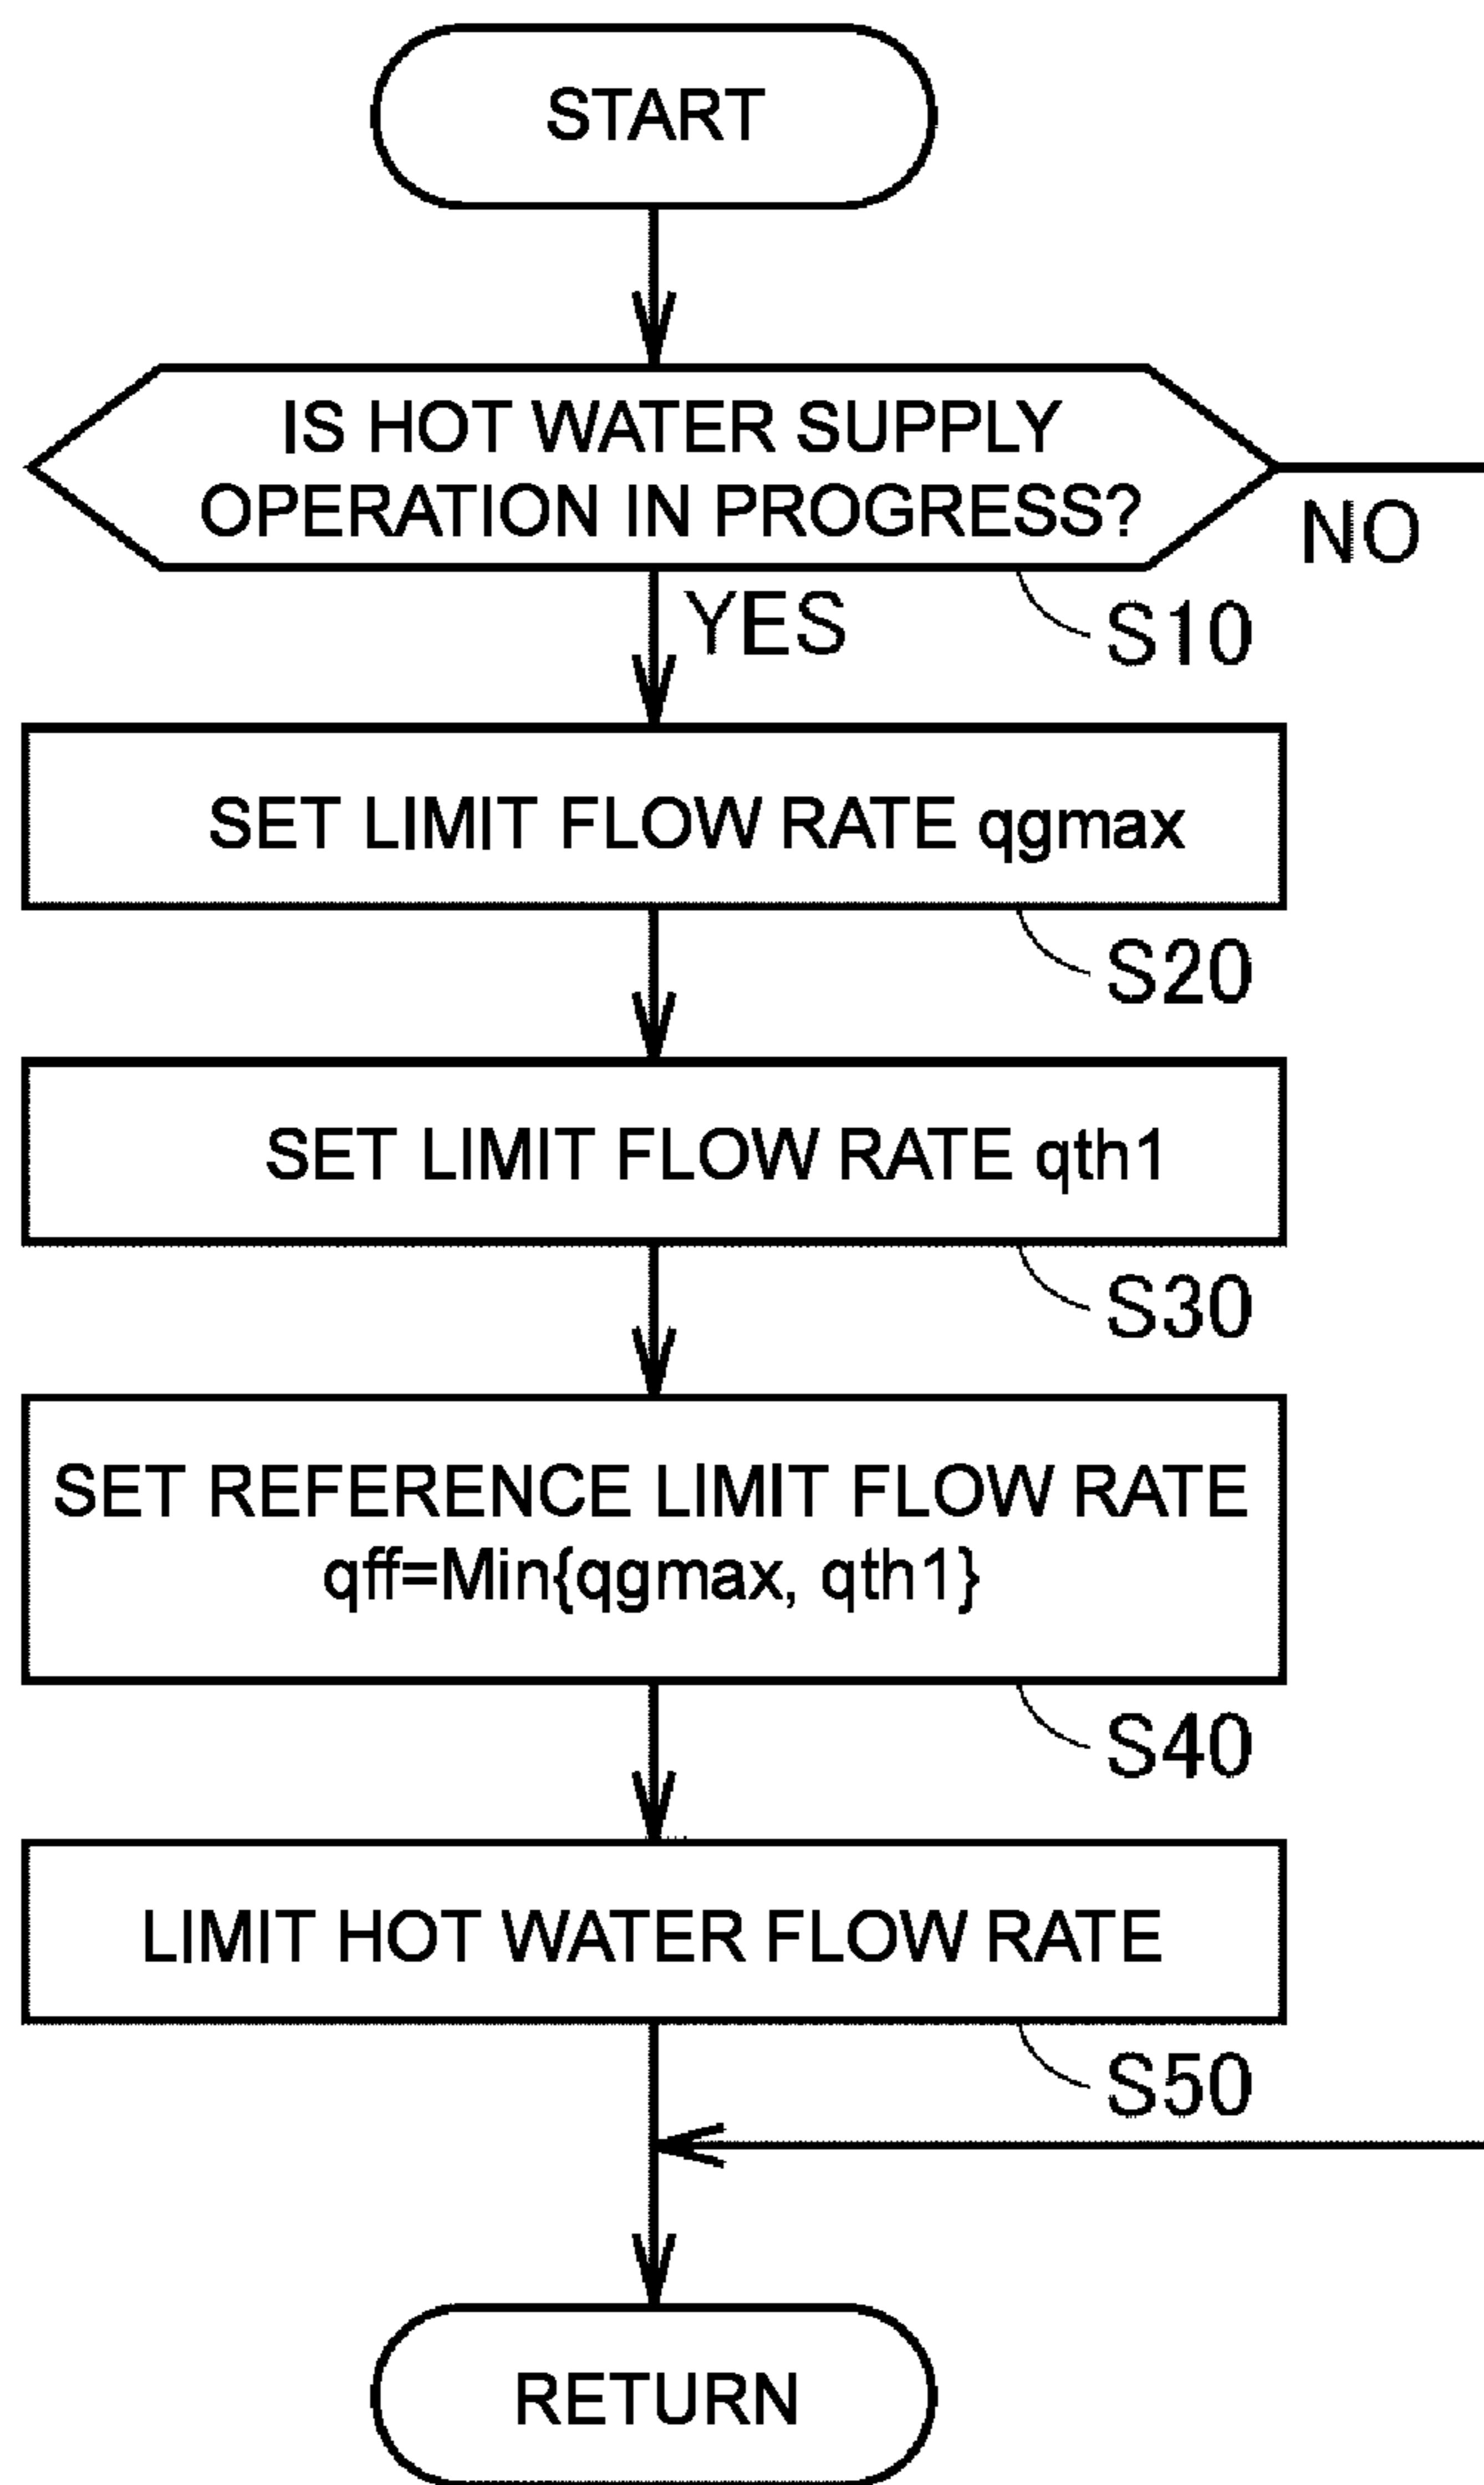 START
IS HOT WATER SUPPLY
OPERATION IN PROGRESS?
NO
YES
S10
SET LIMIT FLOW RATE qgmax
S20
SET LIMIT FLOW RATE qth1
S30
SET REFERENCE LIMIT FLOW RATE
qff=Min{qgmax, qth1}
S40
LIMIT HOT WATER FLOW RATE
S50
RETURN